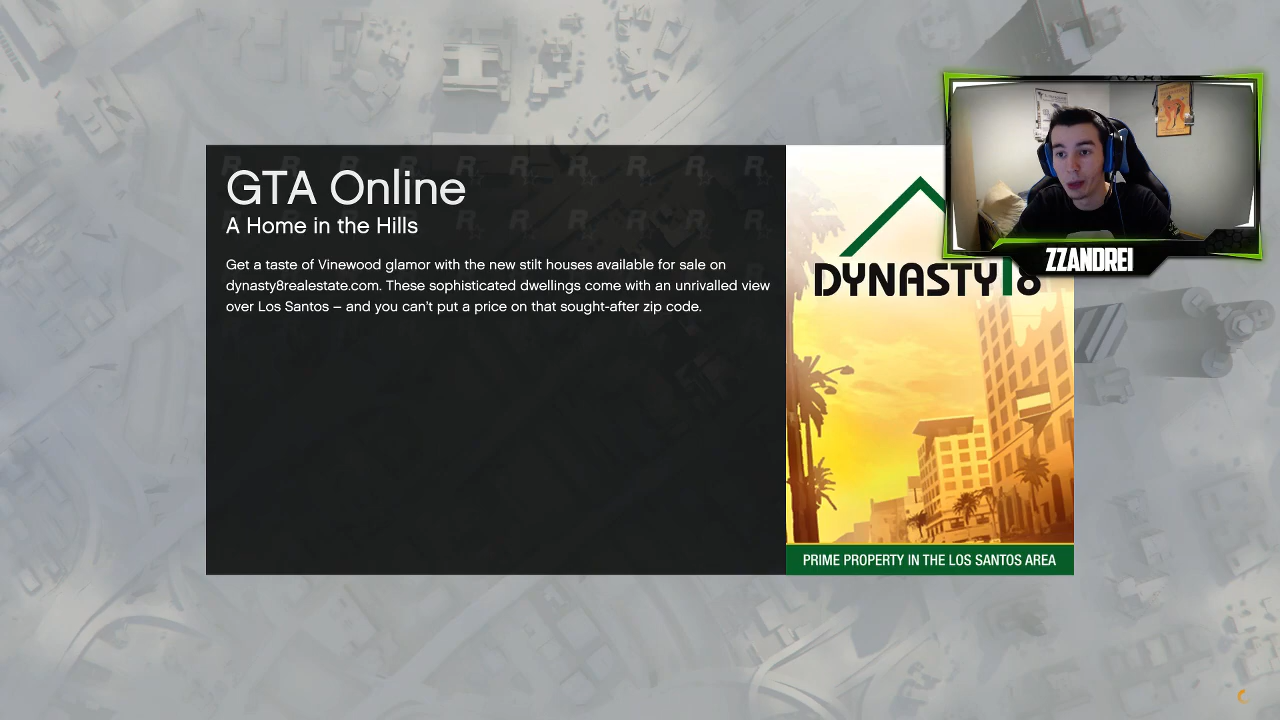 GTA Online
A Home in the Hills
Get a taste of Vinewood glamor with the new stilt houses available for sale on
dynasty8realestate.com. These sophisticated dwellings come with an unrivalled view
over Los Santos – and you can't put a price on that sought-after zip code.
ZZANDREI
DYNASTY 8
PRIME PROPERTY IN THE LOS SANTOS AREA